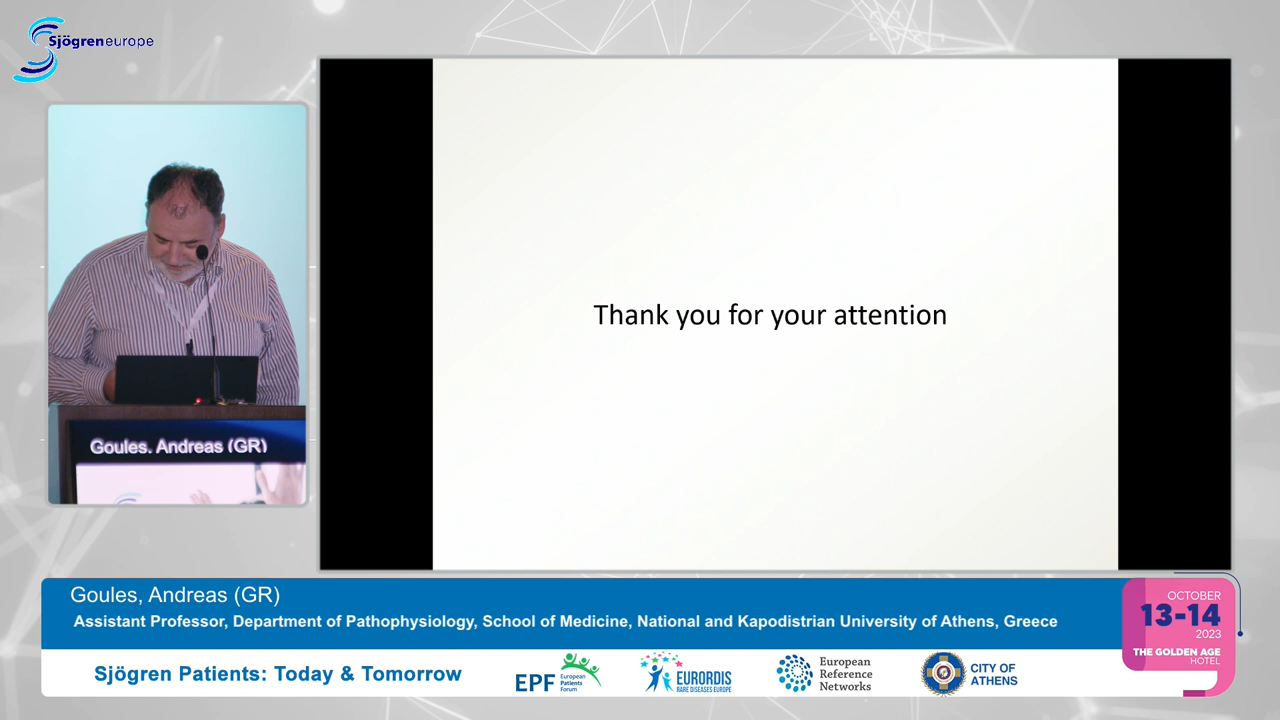 Sjögreneurope
Thank you for your attention
Goules, Andreas (GR)
Goules, Andreas (GR)
Assistant Professor, Department of Pathophysiology, School of Medicine, National and Kapodistrian University of Athens, Greece
OCTOBER
13-14
2023
THE GOLDEN AGE
HOTEL
Sjögren Patients: Today & Tomorrow
EPF
European
Patients
Forum
EURORDIS
RARE DISEASES EUROPE
European
Reference
Networks
CITY OF
ATHENS